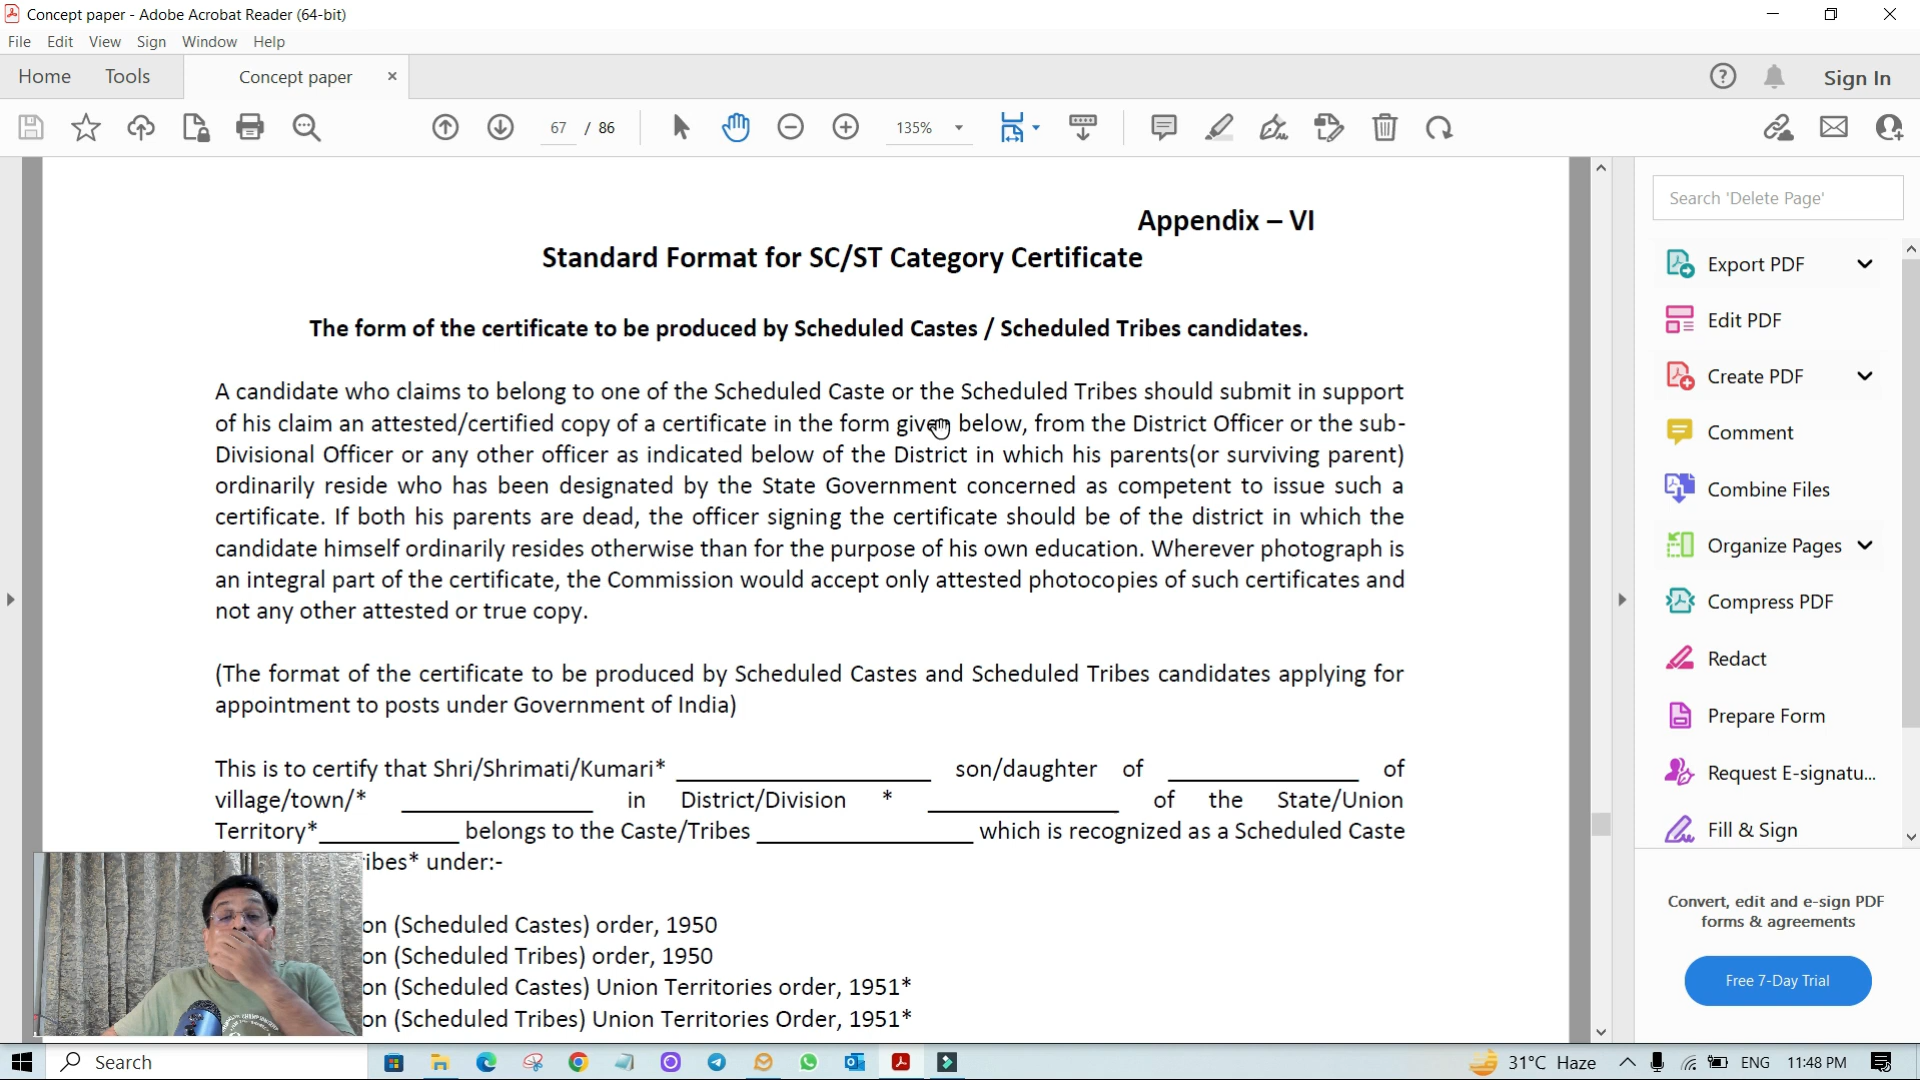 Concept paper - Adobe Acrobat Reader (64-bit)
File Edit View Sign Window Help
Home Tools Concept paper × Sign In
67 / 86 135%
Appendix – VI
Standard Format for SC/ST Category Certificate
The form of the certificate to be produced by Scheduled Castes / Scheduled Tribes candidates.
A candidate who claims to belong to one of the Scheduled Caste or the Scheduled Tribes should submit in support
of his claim an attested/certified copy of a certificate in the form given below, from the District Officer or the sub-
Divisional Officer or any other officer as indicated below of the District in which his parents(or surviving parent)
ordinarily reside who has been designated by the State Government concerned as competent to issue such a
certificate. If both his parents are dead, the officer signing the certificate should be of the district in which the
candidate himself ordinarily resides otherwise than for the purpose of his own education. Wherever photograph is
an integral part of the certificate, the Commission would accept only attested photocopies of such certificates and
not any other attested or true copy.
(The format of the certificate to be produced by Scheduled Castes and Scheduled Tribes candidates applying for
appointment to posts under Government of India)
This is to certify that Shri/Shrimati/Kumari* ____________________ son/daughter of _______________ of
village/town/* _______________ in District/Division * _______________ of the State/Union
Territory*___________ belongs to the Caste/Tribes _________________ which is recognized as a Scheduled Caste
ibes* under:-
on (Scheduled Castes) order, 1950
on (Scheduled Tribes) order, 1950
on (Scheduled Castes) Union Territories order, 1951*
on (Scheduled Tribes) Union Territories Order, 1951*
Search 'Delete Page'
Export PDF
Edit PDF
Create PDF
Comment
Combine Files
Organize Pages
Compress PDF
Redact
Prepare Form
Request E-signatu...
Fill & Sign
Convert, edit and e-sign PDF
forms & agreements
Free 7-Day Trial
Search 31°C Haze ENG 11:48 PM